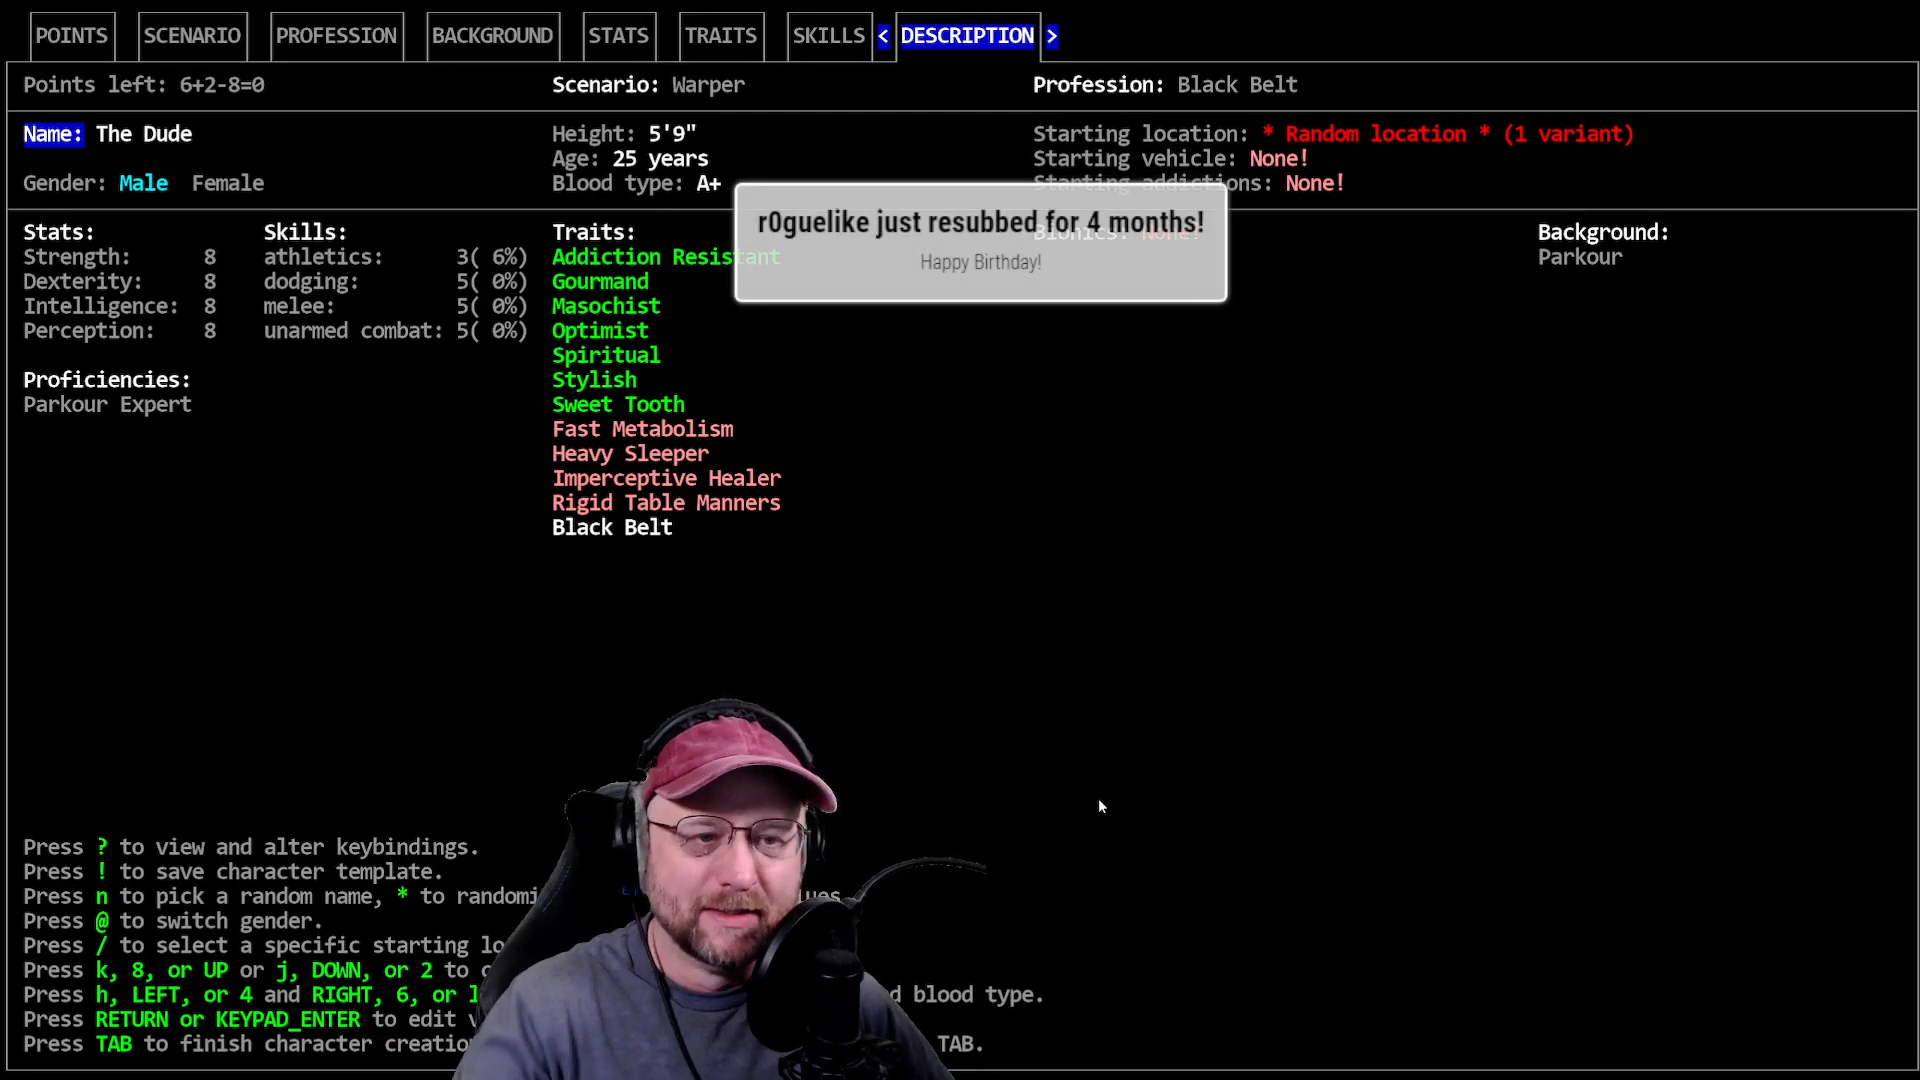 POINTS SCENARIO PROFESSION BACKGROUND STATS TRAITS SKILLS < DESCRIPTION >
Points left: 6+2-8=0 Scenario: Warper Profession: Black Belt
Name: The Dude Height: 5'9" Starting location: * Random location * (1 variant)
Age: 25 years Starting vehicle: None!
Gender: Male Female Blood type: A+ Starting addictions: None!
r0guelike just resubbed for 4 months!
Happy Birthday!
Stats: Skills: Traits: Bionics: None! Background:
Strength: 8 athletics: 3( 6%) Addiction Resistant Parkour
Dexterity: 8 dodging: 5( 0%) Gourmand
Intelligence: 8 melee: 5( 0%) Masochist
Perception: 8 unarmed combat: 5( 0%) Optimist
Spiritual
Proficiencies: Stylish
Parkour Expert Sweet Tooth
Fast Metabolism
Heavy Sleeper
Imperceptive Healer
Rigid Table Manners
Black Belt
Press ? to view and alter keybindings.
Press ! to save character template.
Press n to pick a random name, * to randomi
Press @ to switch gender.
Press / to select a specific starting lo
Press k, 8, or UP or j, DOWN, or 2 to
Press h, LEFT, or 4 and RIGHT, 6, or l d blood type.
Press RETURN or KEYPAD_ENTER to edit
Press TAB to finish character creatio TAB.